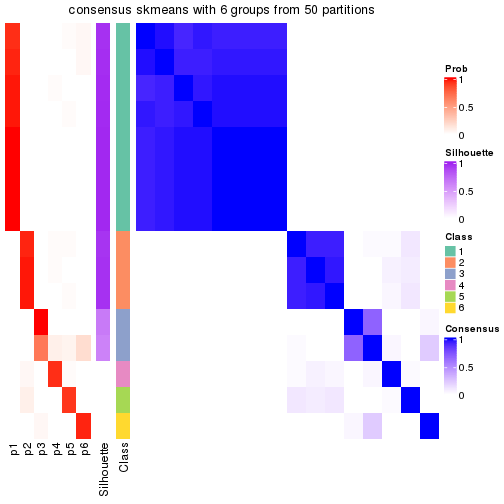 consensus skmeans with 6 groups from 50 partitions
Prob
1
0.5
0
Silhouette
1
0.5
0
Class
1
2
3
4
5
6
Consensus
1
0.5
0
p1
p2
p3
p4
p5
p6
Silhouette
Class